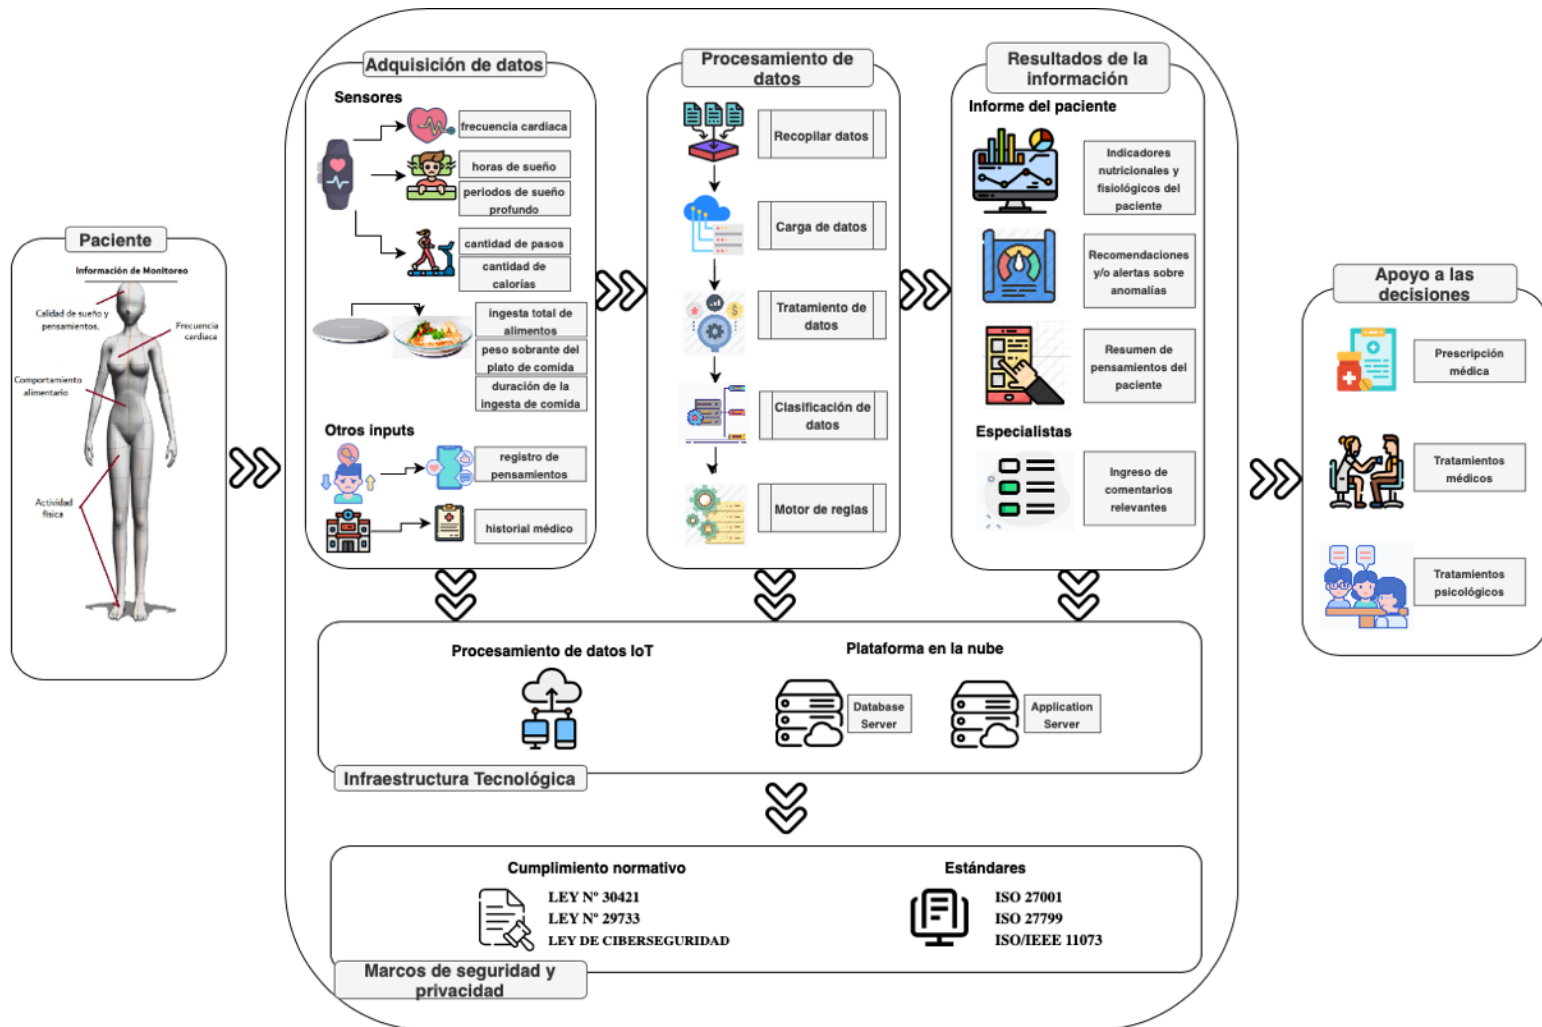 Paciente
Información de Monitoreo
Calidad de sueño y
pensamientos.
Frecuencia
cardiaca
Comportamiento
alimentario
Actividad
física
Adquisición de datos
Sensores
frecuencia cardiaca
horas de sueño
periodos de sueño
profundo
cantidad de pasos
cantidad de
calorías
ingesta total de
alimentos
peso sobrante del
plato de comida
duración de la
ingesta de comida
Otros inputs
registro de
pensamientos
historial médico
Procesamiento de
datos
Recopilar datos
Carga de datos
Tratamiento de
datos
Clasificación de
datos
Motor de reglas
Resultados de la
información
Informe del paciente
Indicadores
nutricionales y
fisiológicos del
paciente
Recomendaciones
y/o alertas sobre
anomalías
Resumen de
pensamientos del
paciente
Especialistas
Ingreso de
comentarios
relevantes
Apoyo a las
decisiones
Prescripción
médica
Tratamientos
médicos
Tratamientos
psicológicos
Procesamiento de datos IoT
Plataforma en la nube
Database
Server
Application
Server
Infraestructura Tecnológica
Cumplimiento normativo
LEY Nº 30421
LEY Nº 29733
LEY DE CIBERSEGURIDAD
Estándares
ISO 27001
ISO 27799
ISO/IEEE 11073
Marcos de seguridad y
privacidad